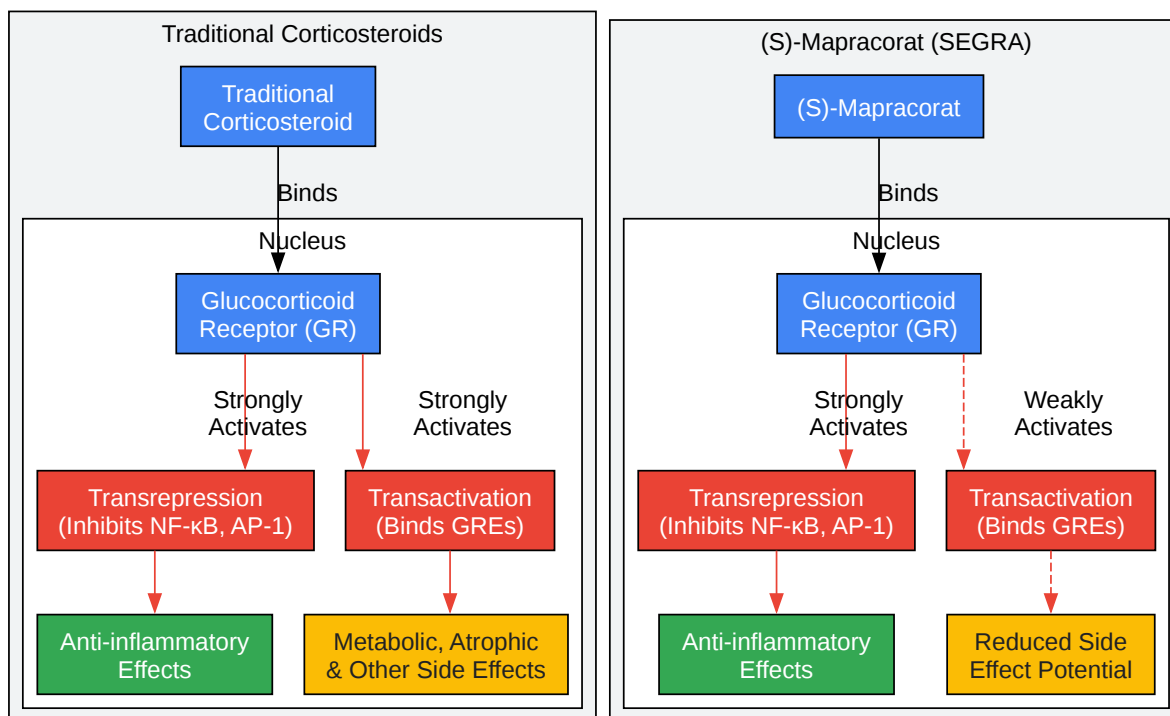 Traditional Corticosteroids
Traditional
Corticosteroid
Binds
Nucleus
Glucocorticoid
Receptor (GR)
Strongly
Activates
Strongly
Activates
Transrepression
(Inhibits NF-κB, AP-1)
Transactivation
(Binds GREs)
Anti-inflammatory
Effects
Metabolic, Atrophic
& Other Side Effects
(S)-Mapracorat (SEGRA)
(S)-Mapracorat
Binds
Nucleus
Glucocorticoid
Receptor (GR)
Strongly
Activates
Weakly
Activates
Transrepression
(Inhibits NF-κB, AP-1)
Transactivation
(Binds GREs)
Anti-inflammatory
Effects
Reduced Side
Effect Potential